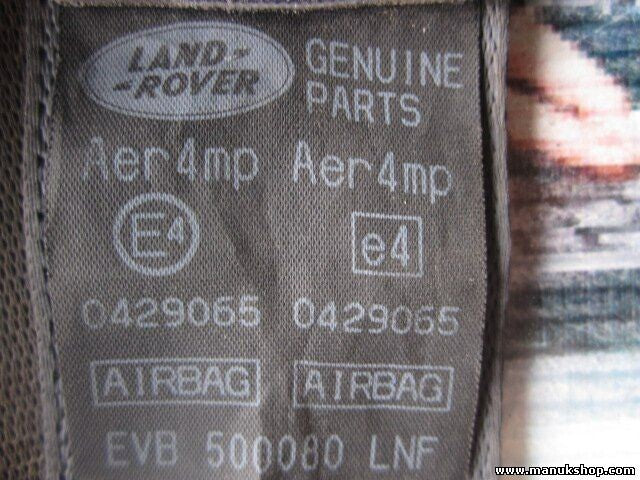 LAND-
-ROVER
GENUINE
PARTS
Aer4mp Aer4mp
E4 e4
0429065 0429065
AIRBAG AIRBAG
EVB 500080 LNF
www.manukshop.com